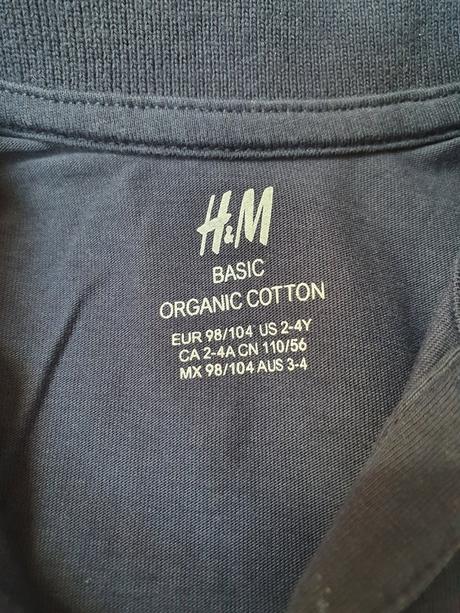 H&M
BASIC
ORGANIC COTTON
EUR 98/104 US 2-4Y
CA 2-4A CN 110/56
MX 98/104 AUS 3-4